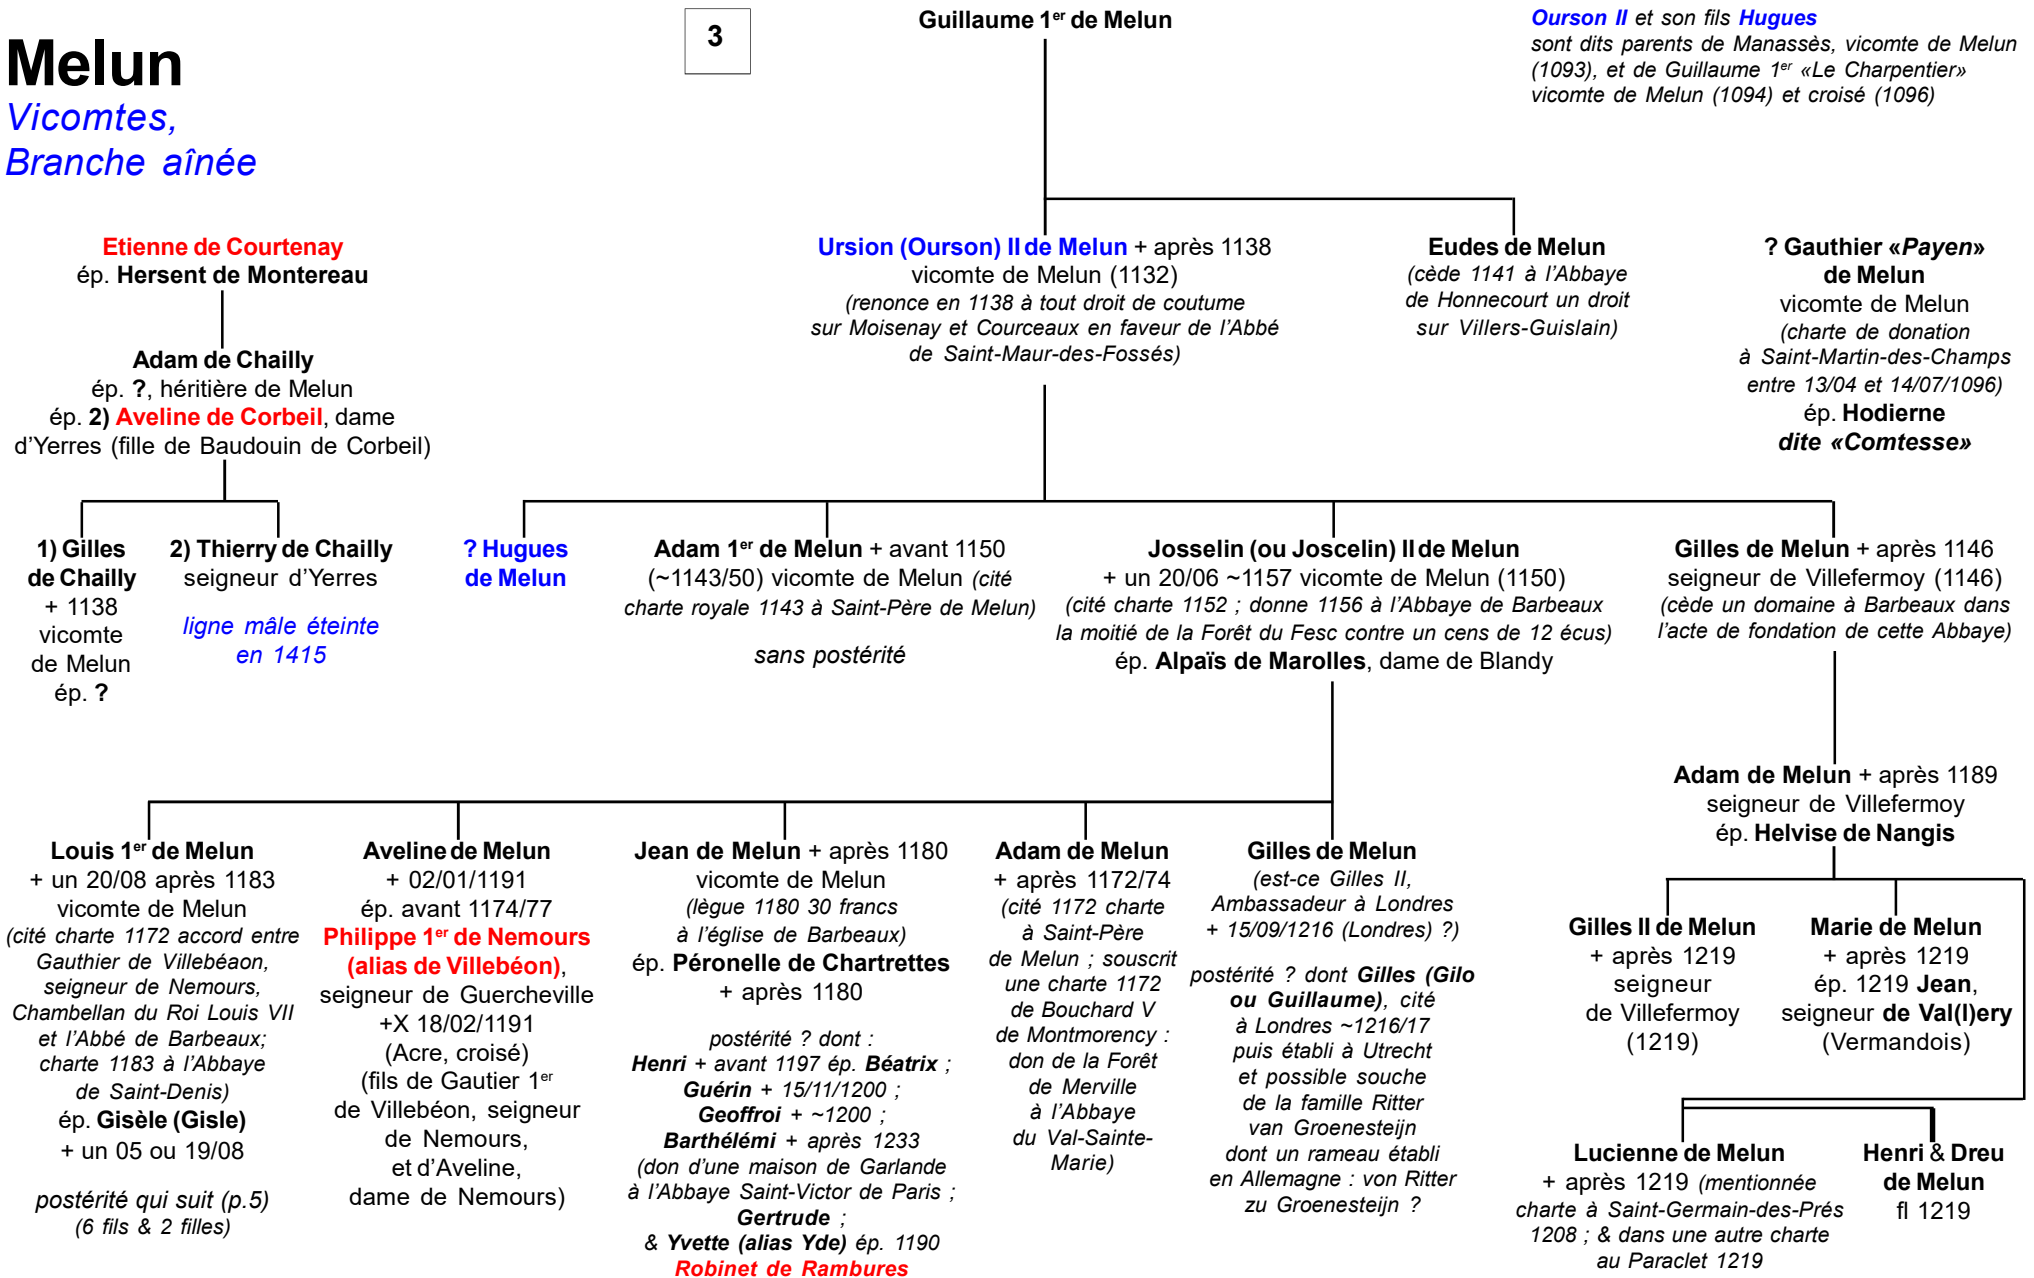 Melun
Vicomtes,
Branche aînée
3
Guillaume 1er de Melun
Ourson II et son fils Hugues
sont dits parents de Manassès, vicomte de Melun
(1093), et de Guillaume 1er «Le Charpentier»
vicomte de Melun (1094) et croisé (1096)
Etienne de Courtenay
ép. Hersent de Montereau
Adam de Chailly
ép. ?, héritière de Melun
ép. 2) Aveline de Corbeil, dame
d'Yerres (fille de Baudouin de Corbeil)
Ursion (Ourson) II de Melun + après 1138
vicomte de Melun (1132)
(renonce en 1138 à tout droit de coutume
sur Moisenay et Courceaux en faveur de l'Abbé
de Saint-Maur-des-Fossés)
Eudes de Melun
(cède 1141 à l'Abbaye
de Honnecourt un droit
sur Villers-Guislain)
? Gauthier «Payen»
de Melun
vicomte de Melun
(charte de donation
à Saint-Martin-des-Champs
entre 13/04 et 14/07/1096)
ép. Hodierne
dite «Comtesse»
1) Gilles
de Chailly
+ 1138
vicomte
de Melun
ép. ?
2) Thierry de Chailly
seigneur d'Yerres
ligne mâle éteinte
en 1415
? Hugues
de Melun
Adam 1er de Melun + avant 1150
(~1143/50) vicomte de Melun (cité
charte royale 1143 à Saint-Père de Melun)
sans postérité
Josselin (ou Joscelin) II de Melun
+ un 20/06 ~1157 vicomte de Melun (1150)
(cité charte 1152 ; donne 1156 à l'Abbaye de Barbeaux
la moitié de la Forêt du Fesc contre un cens de 12 écus)
ép. Alpaïs de Marolles, dame de Blandy
Gilles de Melun + après 1146
seigneur de Villefermoy (1146)
(cède un domaine à Barbeaux dans
l'acte de fondation de cette Abbaye)
Adam de Melun + après 1189
seigneur de Villefermoy
ép. Helvise de Nangis
Louis 1er de Melun
+ un 20/08 après 1183
vicomte de Melun
(cité charte 1172 accord entre
Gauthier de Villebéaon,
seigneur de Nemours,
Chambellan du Roi Louis VII
et l'Abbé de Barbeaux;
charte 1183 à l'Abbaye
de Saint-Denis)
ép. Gisèle (Gisle)
+ un 05 ou 19/08
postérité qui suit (p.5)
(6 fils & 2 filles)
Aveline de Melun
+ 02/01/1191
ép. avant 1174/77
Philippe 1er de Nemours
(alias de Villebéon),
seigneur de Guercheville
+X 18/02/1191
(Acre, croisé)
(fils de Gautier 1er
de Villebéon, seigneur
de Nemours,
et d'Aveline,
dame de Nemours)
Jean de Melun + après 1180
vicomte de Melun
(lègue 1180 30 francs
à l'église de Barbeaux)
ép. Péronelle de Chartrettes
+ après 1180
postérité ? dont :
Henri + avant 1197 ép. Béatrix ;
Guérin + 15/11/1200 ;
Geoffroi + ~1200 ;
Barthélémi + après 1233
(don d'une maison de Garlande
à l'Abbaye Saint-Victor de Paris ;
Gertrude ;
& Yvette (alias Yde) ép. 1190
Robinet de Rambures
Adam de Melun
+ après 1172/74
(cité 1172 charte
à Saint-Père
de Melun ; souscrit
une charte 1172
de Bouchard V
de Montmorency :
don de la Forêt
de Merville
à l'Abbaye
du Val-Sainte-
Marie)
Gilles de Melun
(est-ce Gilles II,
Ambassadeur à Londres
+ 15/09/1216 (Londres) ?)
postérité ? dont Gilles (Gilo
ou Guillaume), cité
à Londres ~1216/17
puis établi à Utrecht
et possible souche
de la famille Ritter
van Groenesteijn
dont un rameau établi
en Allemagne : von Ritter
zu Groenesteijn ?
Gilles II de Melun
+ après 1219
seigneur
de Villefermoy
(1219)
Marie de Melun
+ après 1219
ép. 1219 Jean,
seigneur de Val(l)ery
(Vermandois)
Lucienne de Melun
+ après 1219 (mentionnée
charte à Saint-Germain-des-Prés
1208 ; & dans une autre charte
au Paraclet 1219
Henri & Dreu
de Melun
fl 1219